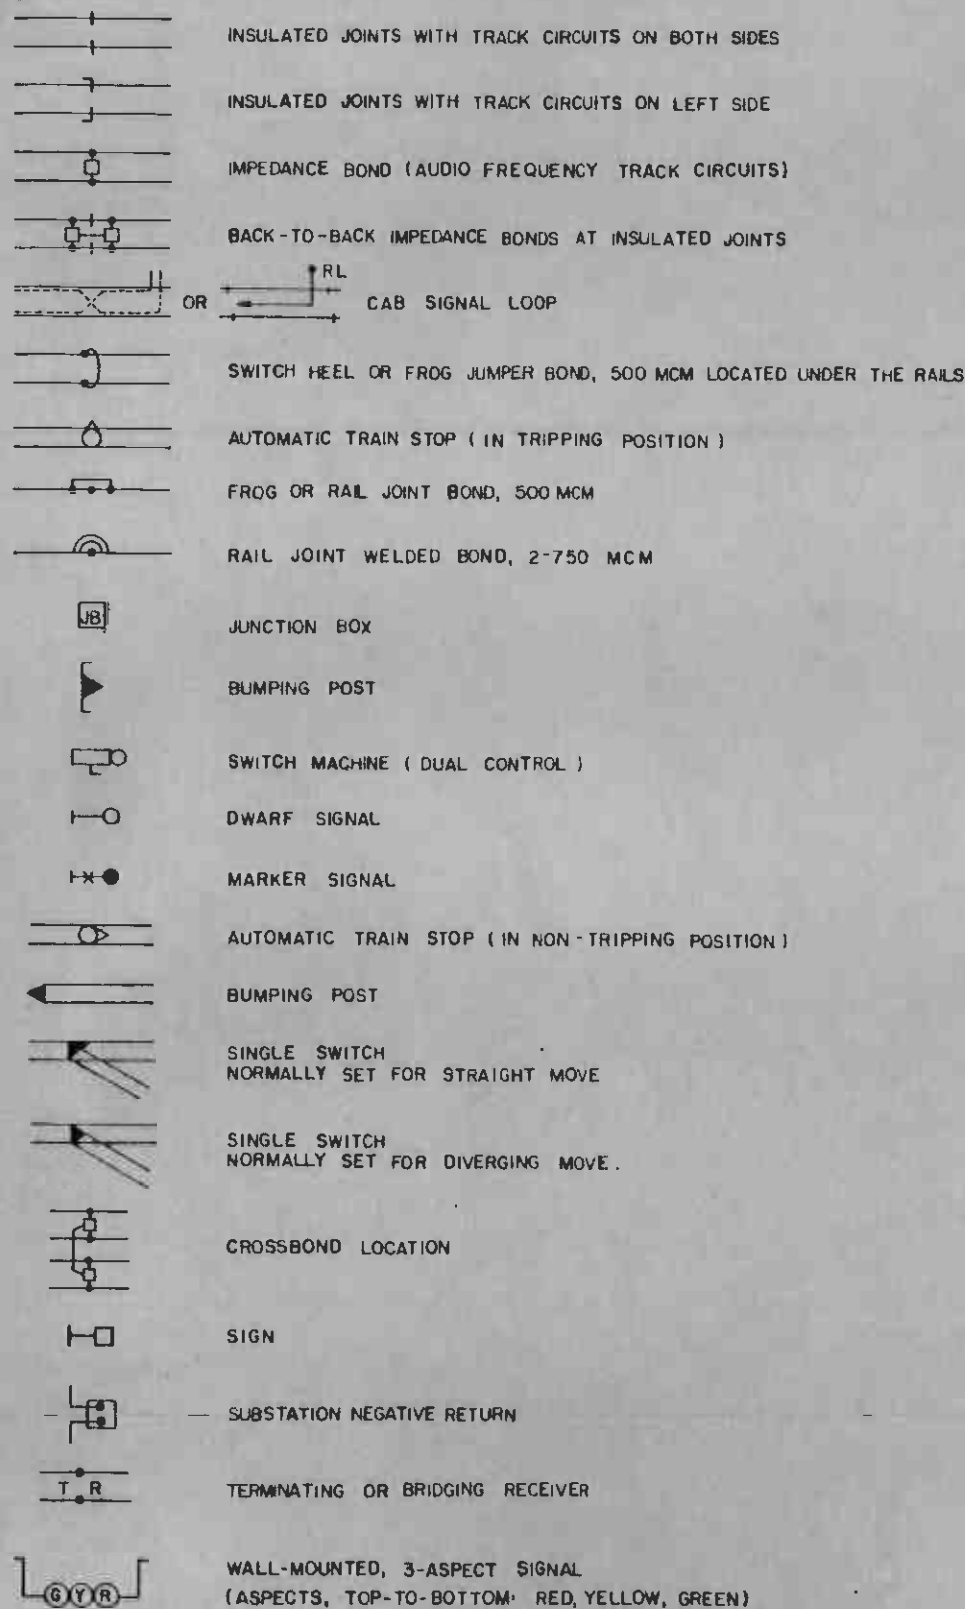 INSULATED JOINTS WITH TRACK CIRCUITS ON BOTH SIDES
INSULATED JOINTS WITH TRACK CIRCUITS ON LEFT SIDE
IMPEDANCE BOND (AUDIO FREQUENCY TRACK CIRCUITS)
BACK-TO-BACK IMPEDANCE BONDS AT INSULATED JOINTS
OR RL CAB SIGNAL LOOP
SWITCH HEEL OR FROG JUMPER BOND, 500 MCM LOCATED UNDER THE RAILS
AUTOMATIC TRAIN STOP (IN TRIPPING POSITION)
FROG OR RAIL JOINT BOND, 500 MCM
RAIL JOINT WELDED BOND, 2-750 MCM
JB JUNCTION BOX
BUMPING POST
SWITCH MACHINE (DUAL CONTROL)
DWARF SIGNAL
MARKER SIGNAL
AUTOMATIC TRAIN STOP (IN NON-TRIPPING POSITION)
BUMPING POST
SINGLE SWITCH
NORMALLY SET FOR STRAIGHT MOVE
SINGLE SWITCH
NORMALLY SET FOR DIVERGING MOVE.
CROSSBOND LOCATION
SIGN
SUBSTATION NEGATIVE RETURN
T R TERMINATING OR BRIDGING RECEIVER
WALL-MOUNTED, 3-ASPECT SIGNAL
G Y R (ASPECTS, TOP-TO-BOTTOM: RED, YELLOW, GREEN)